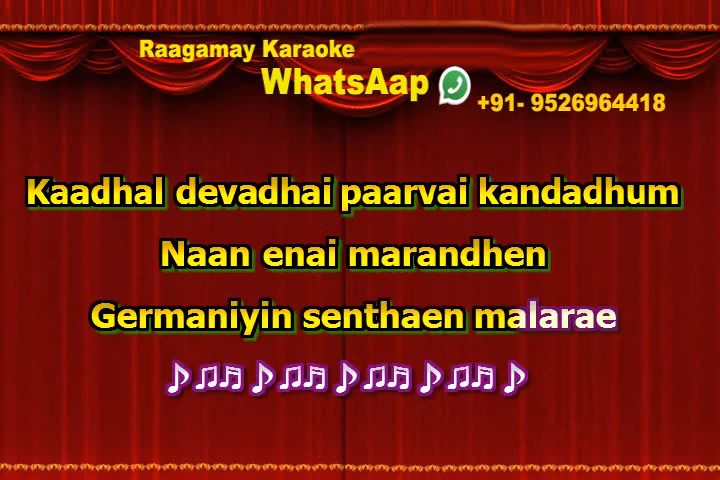 Raagamay Karaoke
WhatsAap
+91- 9526964418
Kaadhal devadhai paarvai kandadhum
Naan enai marandhen
Germaniyin senthaen malarae
♪♫♬ ♪♫♬ ♪♫♬ ♪♫♬ ♪